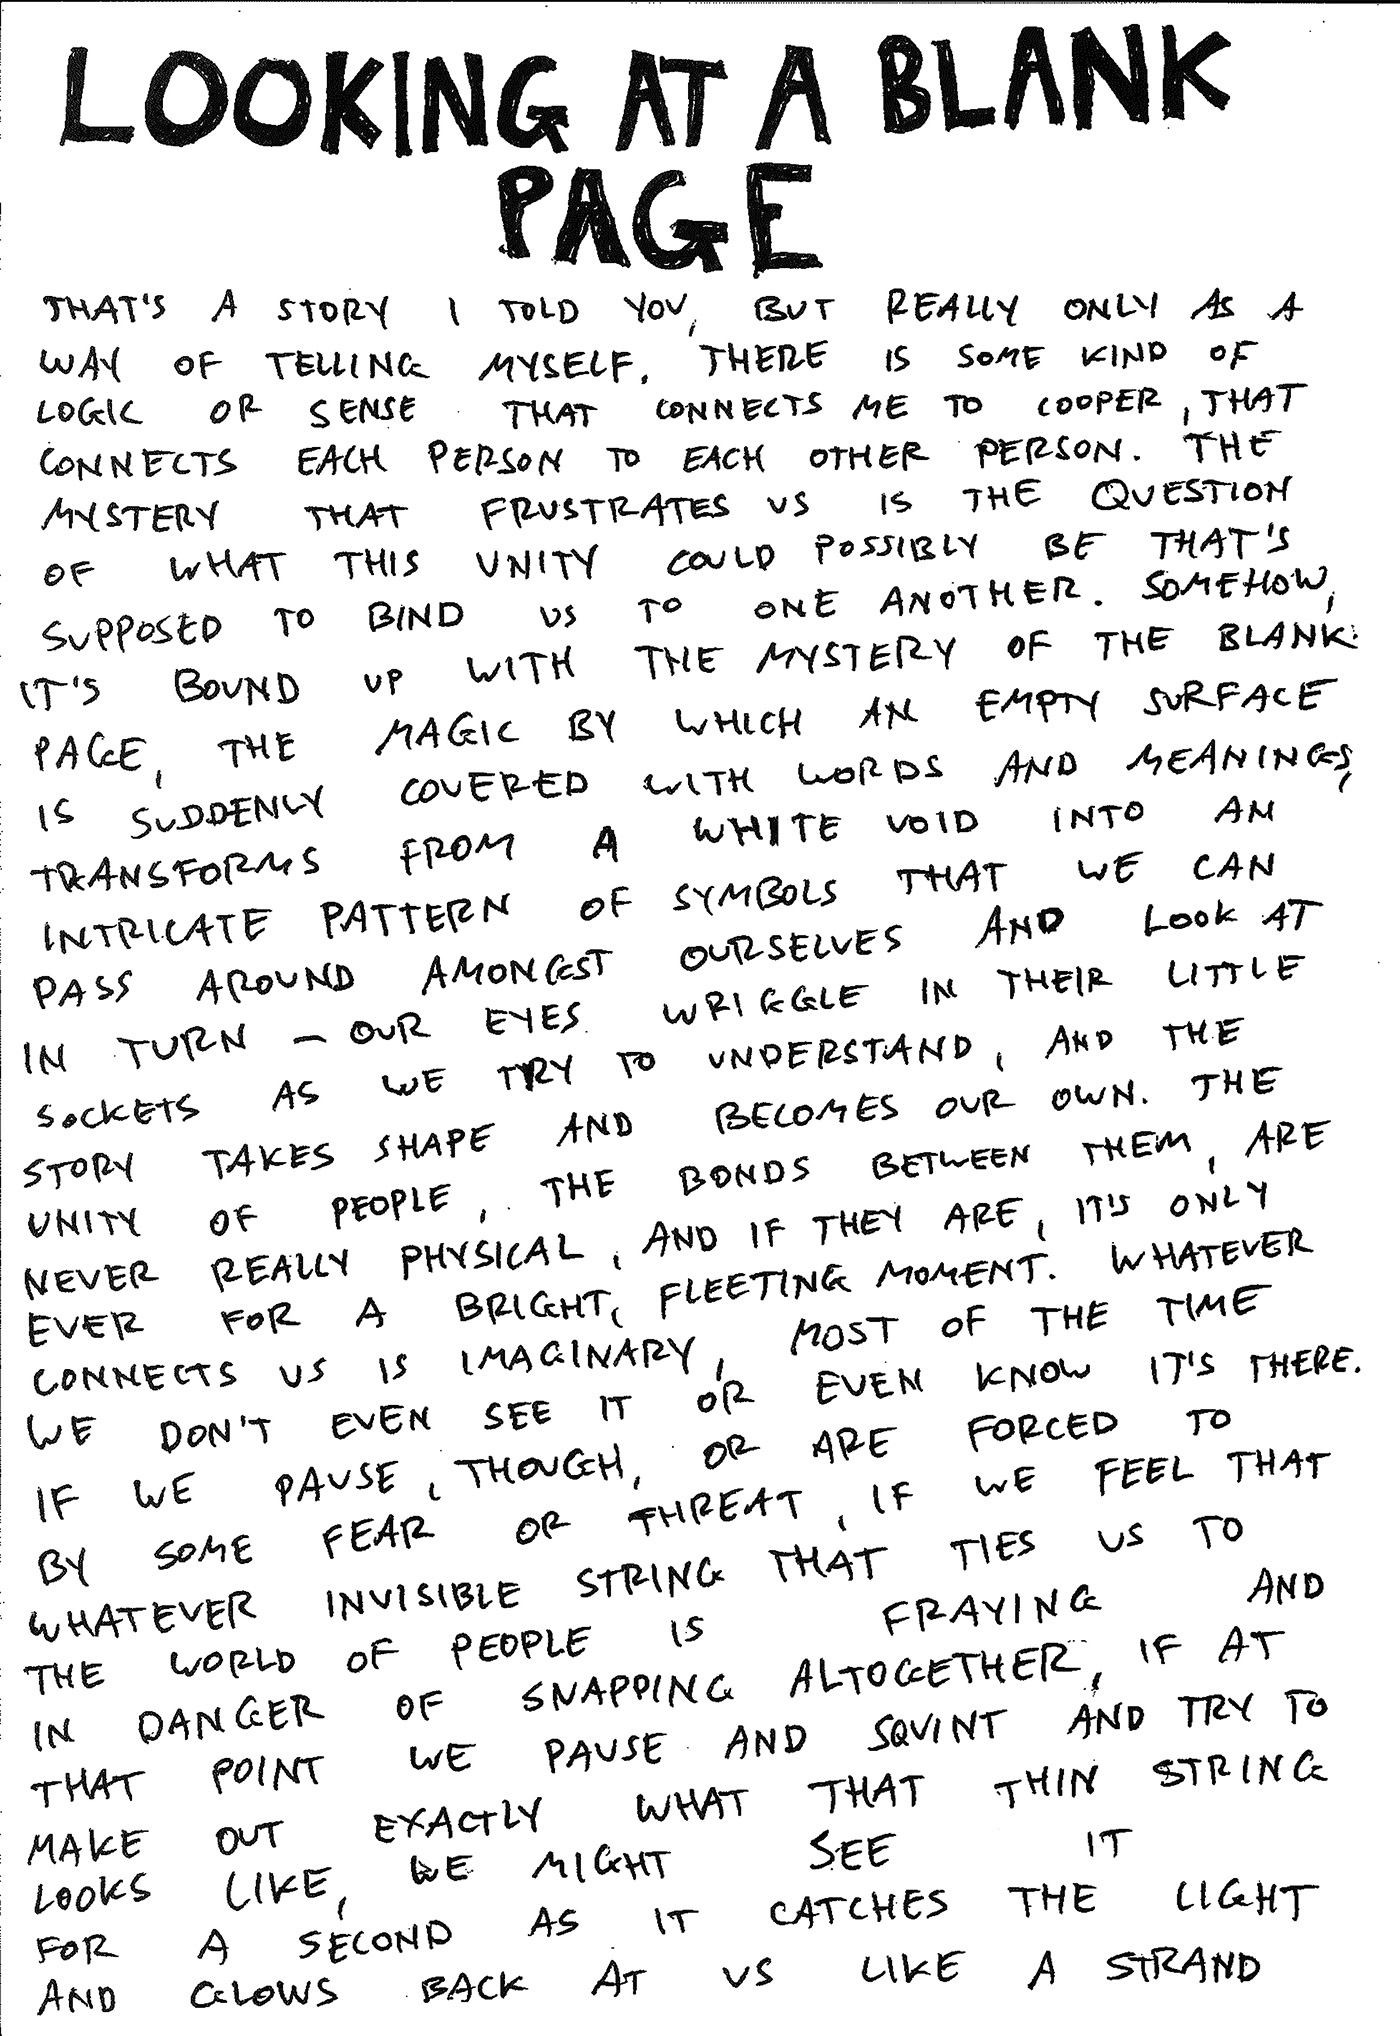 LOOKING AT A BLANK
PAGE
THAT'S A STORY I TOLD YOU, BUT REALLY ONLY AS A
WAY OF TELLING MYSELF. THERE IS SOME KIND OF
LOGIC OR SENSE THAT CONNECTS ME TO COOPER, THAT
CONNECTS EACH PERSON TO EACH OTHER PERSON. THE
MYSTERY THAT FRUSTRATES US IS THE QUESTION
OF WHAT THIS UNITY COULD POSSIBLY BE THAT'S
SUPPOSED TO BIND US TO ONE ANOTHER. SOMEHOW,
IT'S BOUND UP WITH THE MYSTERY OF THE BLANK
PAGE, THE MAGIC BY WHICH AN EMPTY SURFACE
IS SUDDENLY COVERED WITH WORDS AND MEANINGS,
TRANSFORMS FROM A WHITE VOID INTO AN
INTRICATE PATTERN OF SYMBOLS THAT WE CAN
PASS AROUND AMONGST OURSELVES AND LOOK AT
IN TURN – OUR EYES WRIGGLE IN THEIR LITTLE
SOCKETS AS WE TRY TO UNDERSTAND, AND THE
STORY TAKES SHAPE AND BECOMES OUR OWN. THE
UNITY OF PEOPLE, THE BONDS BETWEEN THEM, ARE
NEVER REALLY PHYSICAL, AND IF THEY ARE, IT'S ONLY
EVER FOR A BRIGHT, FLEETING MOMENT. WHATEVER
CONNECTS US IS IMAGINARY, MOST OF THE TIME
WE DON'T EVEN SEE IT OR EVEN KNOW IT'S THERE.
IF WE PAUSE, THOUGH, OR ARE FORCED TO
BY SOME FEAR OR THREAT, IF WE FEEL THAT
WHATEVER INVISIBLE STRING THAT TIES US TO
THE WORLD OF PEOPLE IS FRAYING AND
IN DANGER OF SNAPPING ALTOGETHER, IF AT
THAT POINT WE PAUSE AND SQUINT AND TRY TO
MAKE OUT EXACTLY WHAT THAT THIN STRING
LOOKS LIKE, WE MIGHT SEE IT
FOR A SECOND AS IT CATCHES THE LIGHT
AND GLOWS BACK AT US LIKE A STRAND